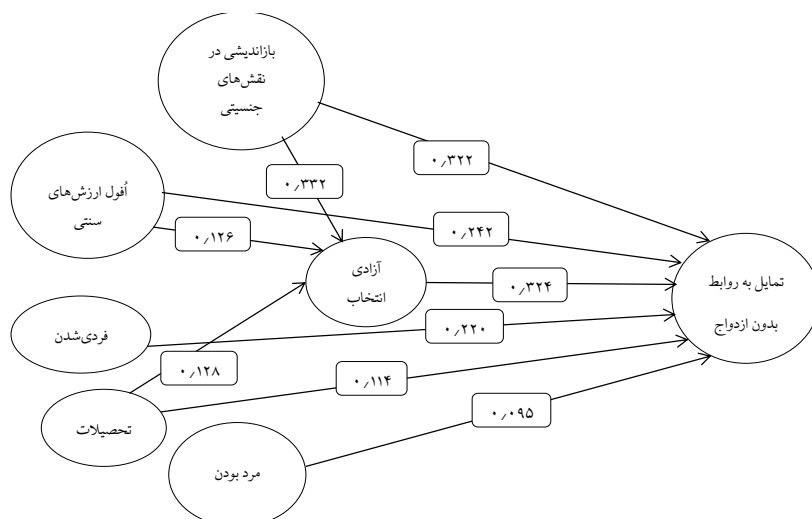 بازاندیشی در
نقش‌های
جنسیتی
۰٫۳۲۲
۰٫۳۳۲
اُفول ارزش‌های
سنتی
۰٫۲۴۲
۰٫۱۲۶
آزادی
انتخاب
تمایل به روابط
بدون ازدواج
۰٫۳۲۴
فردی‌شدن
۰٫۲۲۰
۰٫۱۲۸
۰٫۱۱۴
تحصیلات
۰٫۰۹۵
مرد بودن